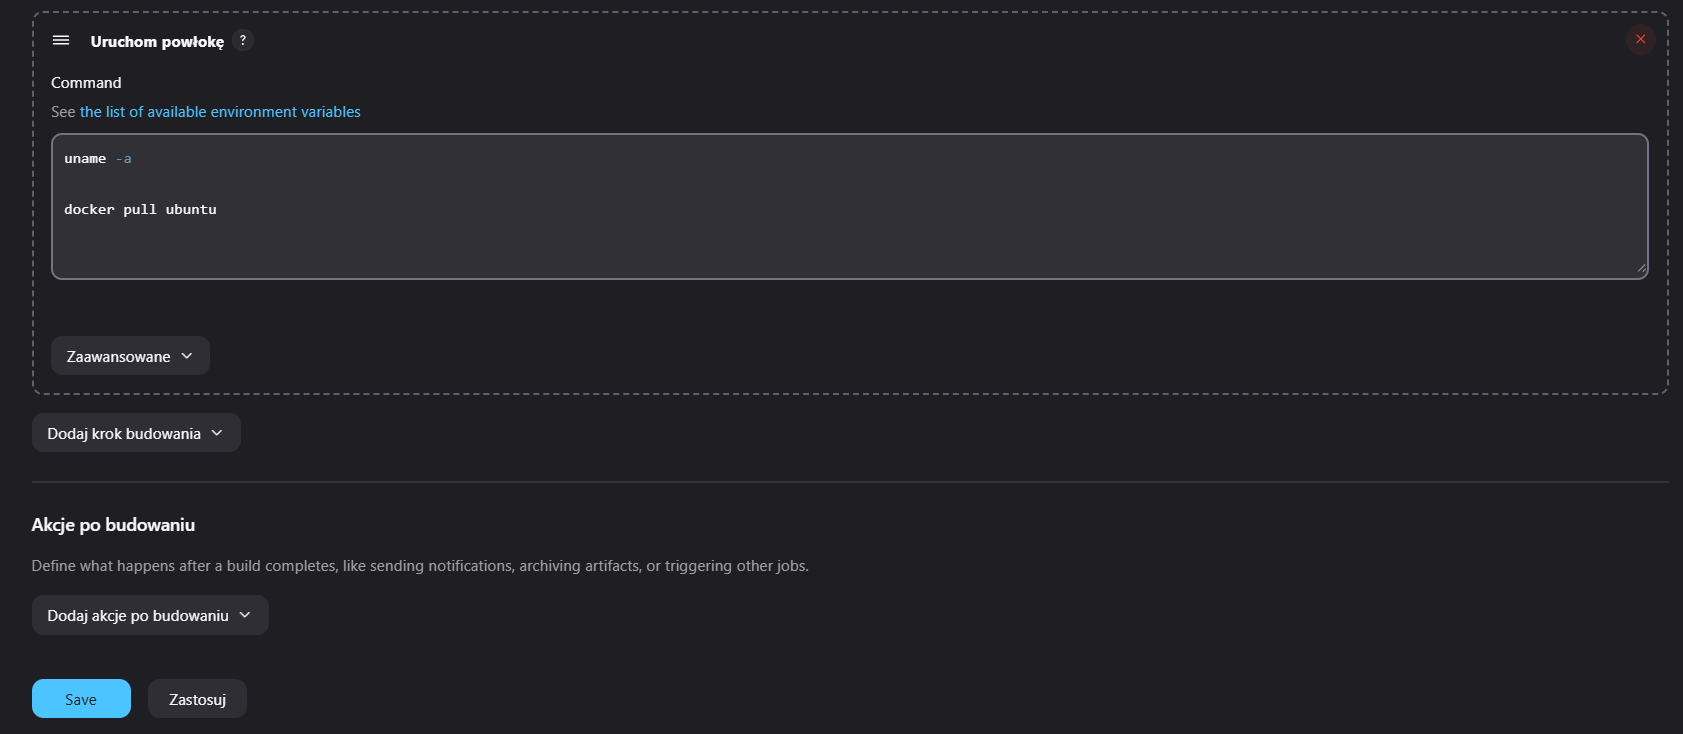 Uruchom powłokę ?
Command
See the list of available environment variables
uname -a
docker pull ubuntu
Zaawansowane
Dodaj krok budowania
Akcje po budowaniu
Define what happens after a build completes, like sending notifications, archiving artifacts, or triggering other jobs.
Dodaj akcje po budowaniu
Save
Zastosuj